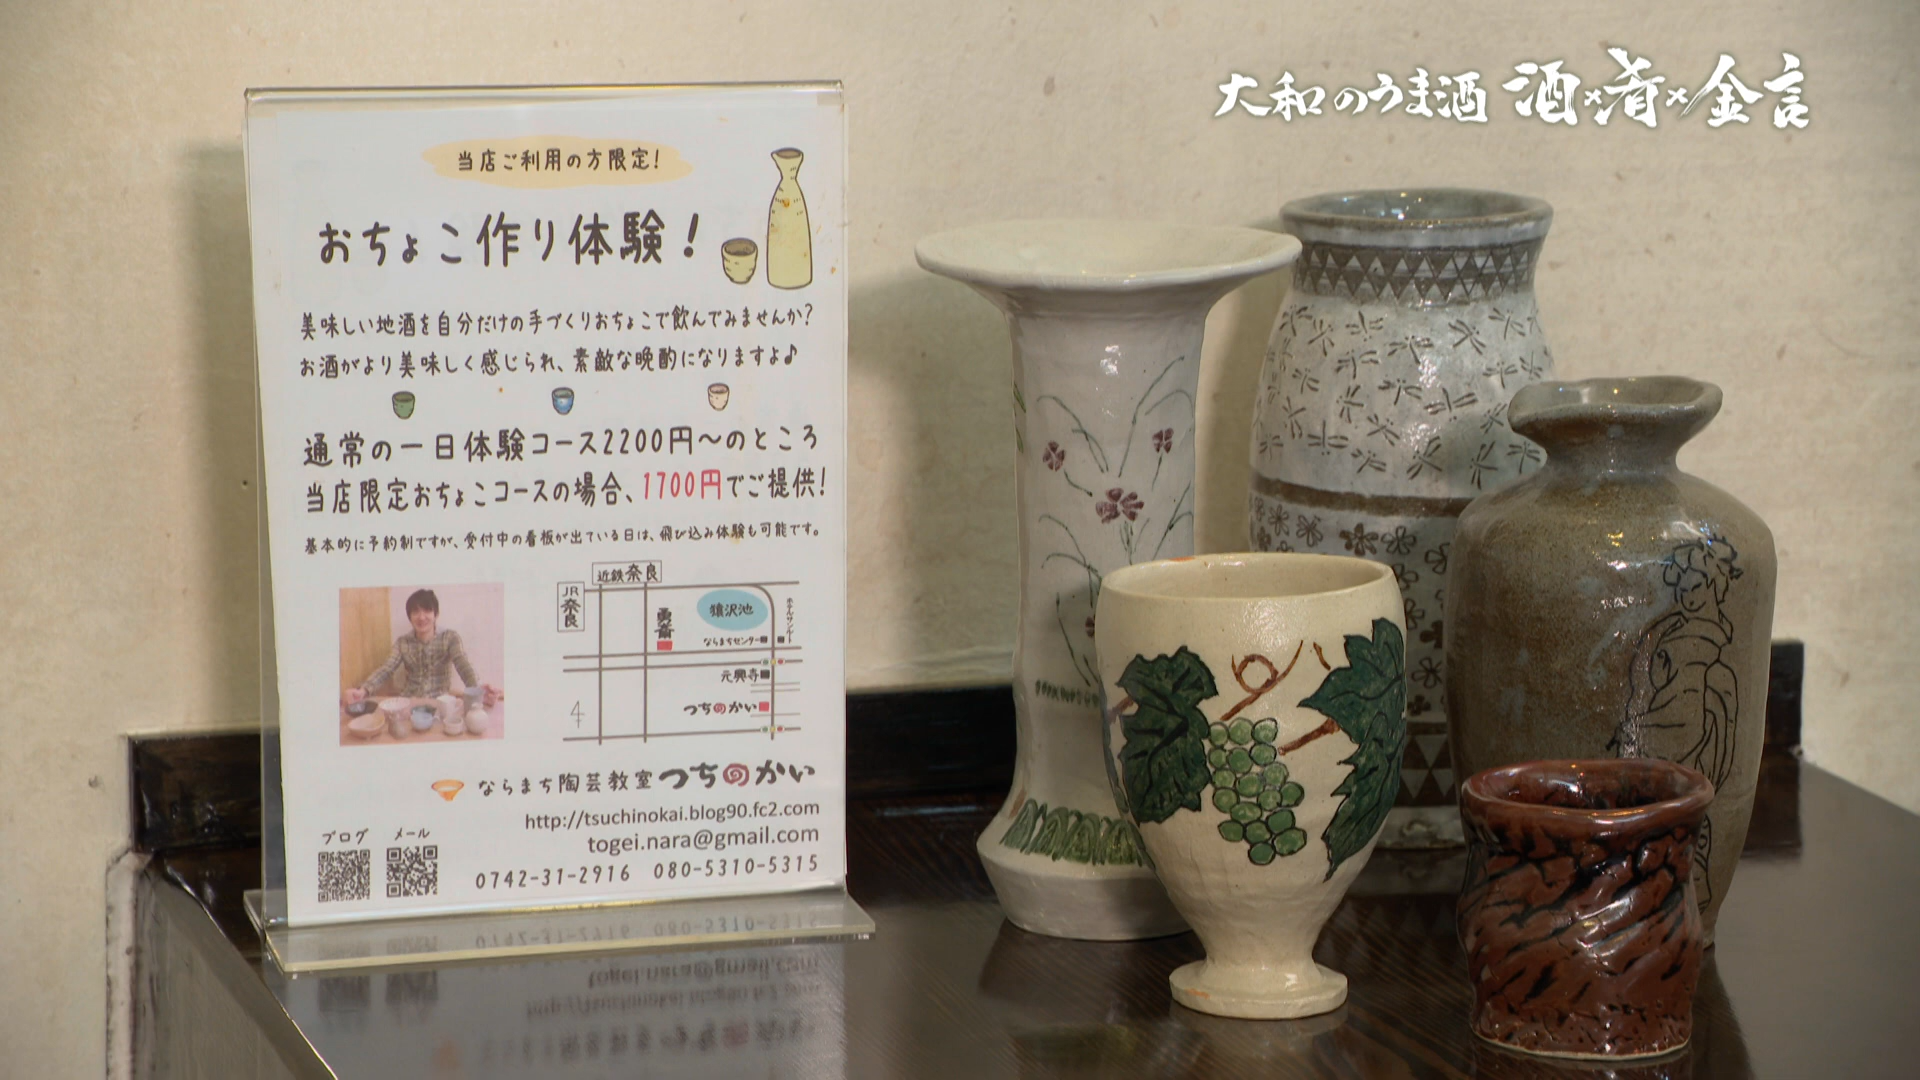 大和のうま酒 酒×肴×金言
当店ご利用の方限定!
おちょこ作り体験!
美味しい地酒を自分だけの手づくりおちょこで飲んでみませんか?
お酒がより美味しく感じられ、素敵な晩酌になりますよ♪
通常の一日体験コース2200円〜のところ
当店限定おちょこコースの場合、1700円でご提供!
基本的に予約制ですが、受付中の看板が出ている日は、飛び込み体験も可能です。
近鉄奈良
JR奈良
猿沢池
ホテルサンルート
勇斎
ならまちセンター
元興寺
つちのかい
ならまち陶芸教室つちのかい
http://tsuchinokai.blog90.fc2.com
togei.nara@gmail.com
ブログ メール
0742-31-2916 080-5310-5315